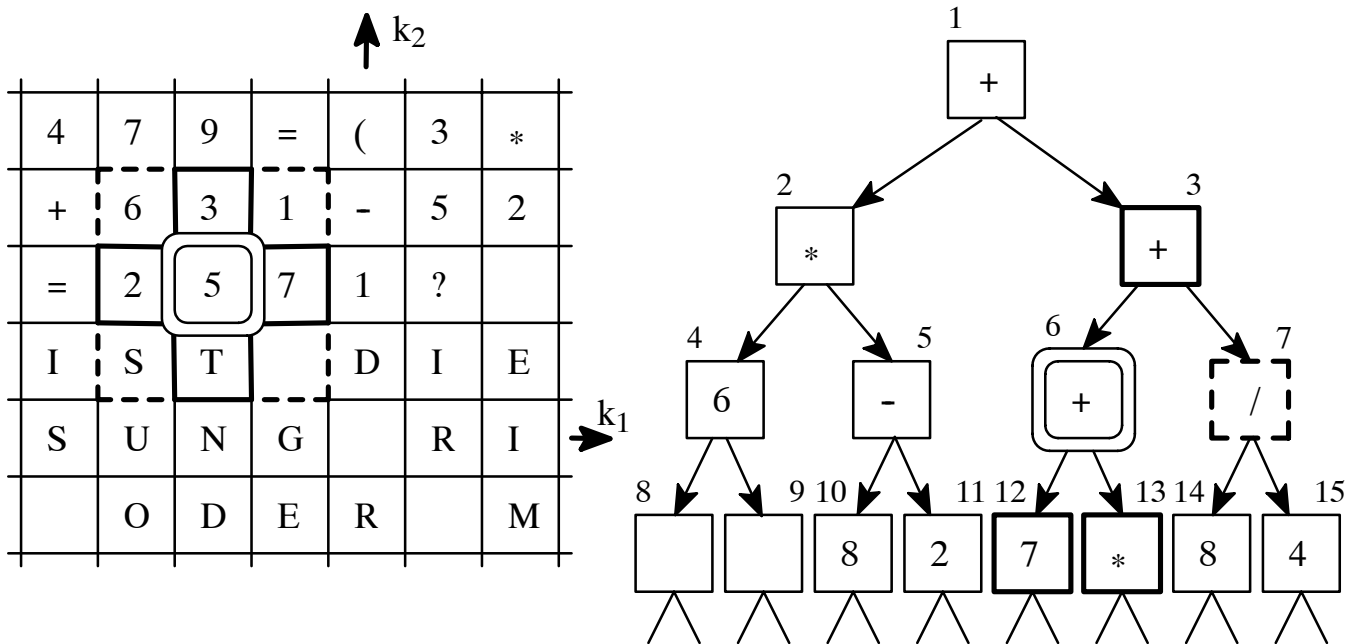 k2
4 7 9 = ( 3 *
+ 6 3 1 - 5 2
= 2 5 7 1 ?
I S T D I E
S U N G R I
k1
O D E R M
1
+
2 3
* +
4 5 6 7
6 - + /
8 9 10 11 12 13 14 15
8 2 7 * 8 4